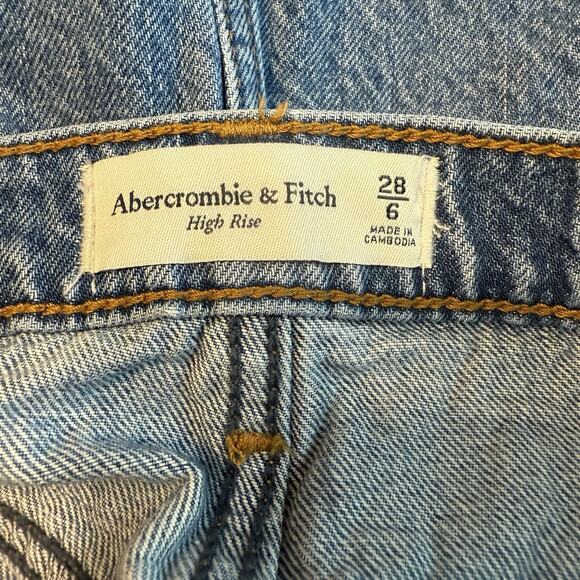 Abercrombie & Fitch
High Rise
28
6
MADE IN
CAMBODIA